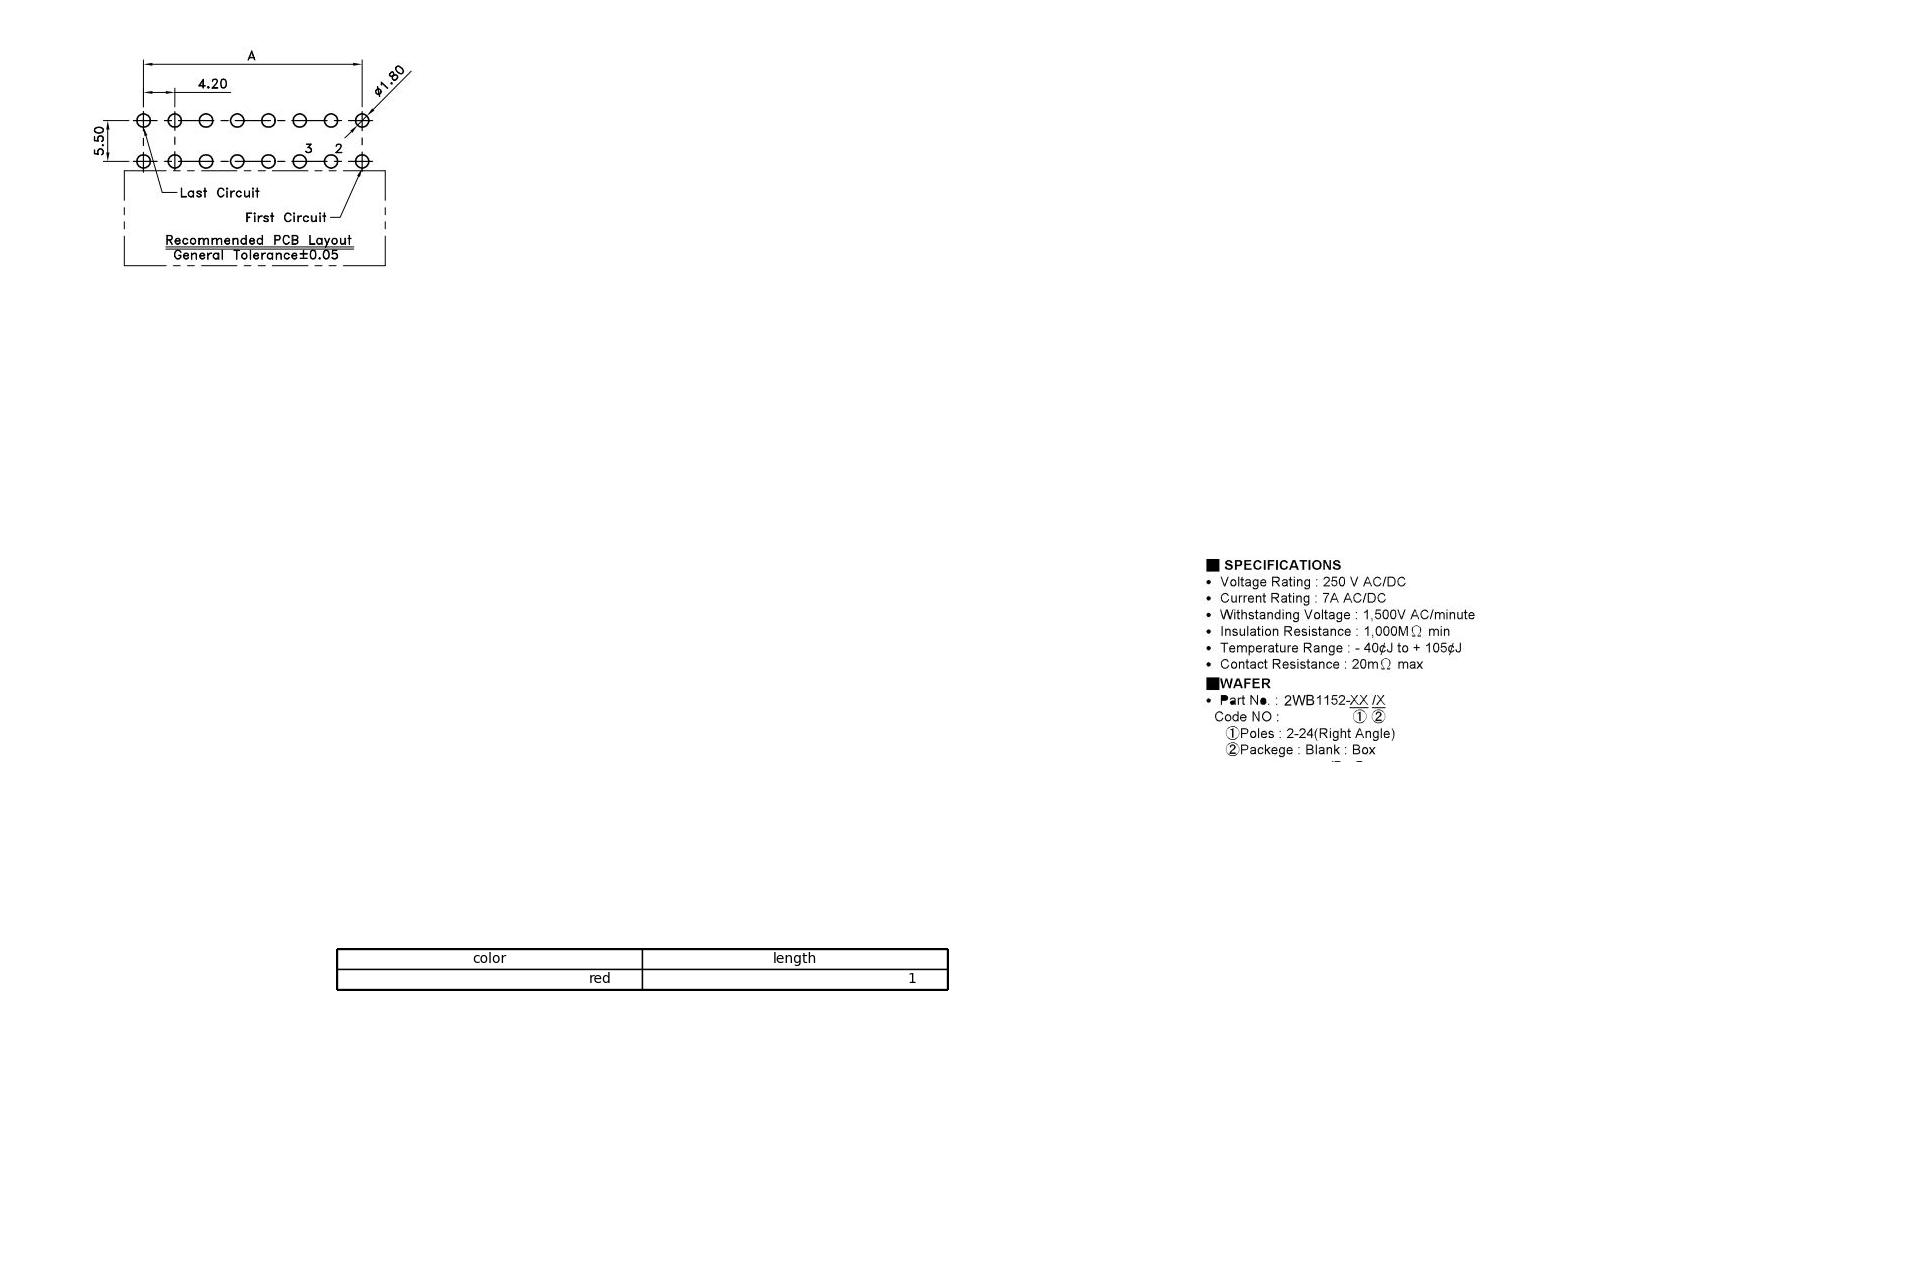 A
4.20
ø1.80
5.50
3 2
Last Circuit
First Circuit
Recommended PCB Layout
General Tolerance±0.05
■ SPECIFICATIONS
• Voltage Rating : 250 V AC/DC
• Current Rating : 7A AC/DC
• Withstanding Voltage : 1,500V AC/minute
• Insulation Resistance : 1,000MΩ min
• Temperature Range : - 40¢J to + 105¢J
• Contact Resistance : 20mΩ max
■WAFER
• Part No. : 2WB1152-XX /X
Code NO : ① ②
①Poles : 2-24(Right Angle)
②Packege : Blank : Box
color length
red 1